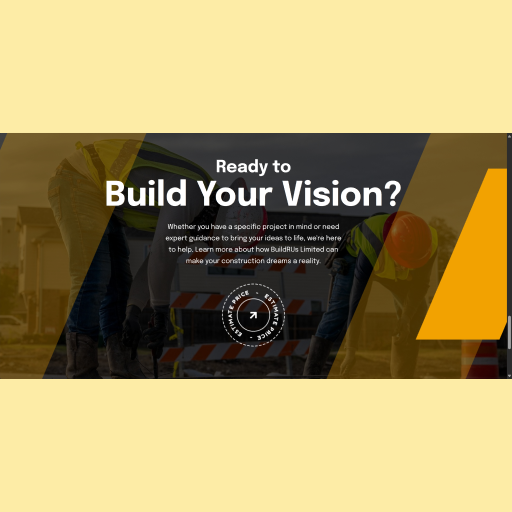 Ready to
Build Your Vision?
Whether you have a specific project in mind or need
expert guidance to bring your ideas to life, we're here
to help. Learn more about how BuildRUs Limited can
make your construction dreams a reality.
ESTIMATE PRICE - ESTIMATE PRICE - ESTIMATE PRICE -